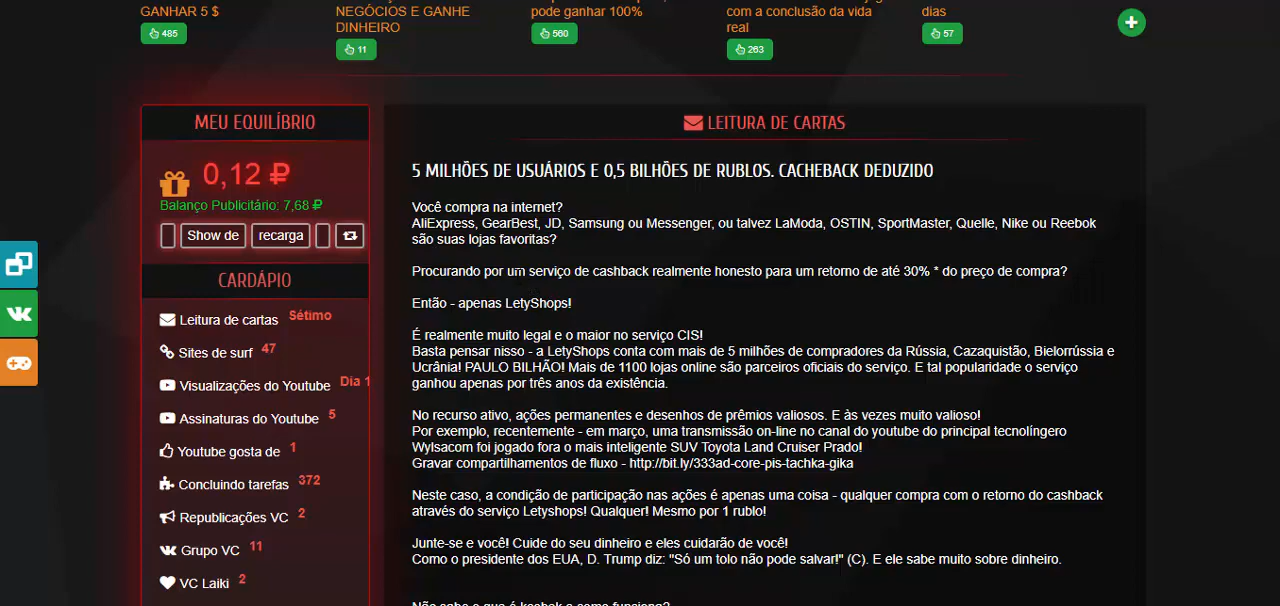 GANHAR 5 $
NEGÓCIOS E GANHE
DINHEIRO
pode ganhar 100%
com a conclusão da vida
real
dias
485
11
560
263
57
MEU EQUILÍBRIO
0,12 ₽
Balanço Publicitário: 7,68 ₽
Show de
recarga
CARDÁPIO
Leitura de cartas Sétimo
Sites de surf 47
Visualizações do Youtube Dia 1
Assinaturas do Youtube 5
Youtube gosta de 1
Concluindo tarefas 372
Republicações VC 2
Grupo VC 11
VC Laiki 2
LEITURA DE CARTAS
5 MILHÕES DE USUÁRIOS E 0,5 BILHÕES DE RUBLOS. CACHEBACK DEDUZIDO
Você compra na internet?
AliExpress, GearBest, JD, Samsung ou Messenger, ou talvez LaModa, OSTIN, SportMaster, Quelle, Nike ou Reebok
são suas lojas favoritas?
Procurando por um serviço de cashback realmente honesto para um retorno de até 30% * do preço de compra?
Então - apenas LetyShops!
É realmente muito legal e o maior no serviço CIS!
Basta pensar nisso - a LetyShops conta com mais de 5 milhões de compradores da Rússia, Cazaquistão, Bielorrússia e
Ucrânia! PAULO BILHÃO! Mais de 1100 lojas online são parceiros oficiais do serviço. E tal popularidade o serviço
ganhou apenas por três anos da existência.
No recurso ativo, ações permanentes e desenhos de prêmios valiosos. E às vezes muito valioso!
Por exemplo, recentemente - em março, uma transmissão on-line no canal do youtube do principal tecnolíngero
Wylsacom foi jogado fora o mais inteligente SUV Toyota Land Cruiser Prado!
Gravar compartilhamentos de fluxo - http://bit.ly/333ad-core-pis-tachka-gika
Neste caso, a condição de participação nas ações é apenas uma coisa - qualquer compra com o retorno do cashback
através do serviço Letyshops! Qualquer! Mesmo por 1 rublo!
Junte-se e você! Cuide do seu dinheiro e eles cuidarão de você!
Como o presidente dos EUA, D. Trump diz: "Só um tolo não pode salvar!" (C). E ele sabe muito sobre dinheiro.